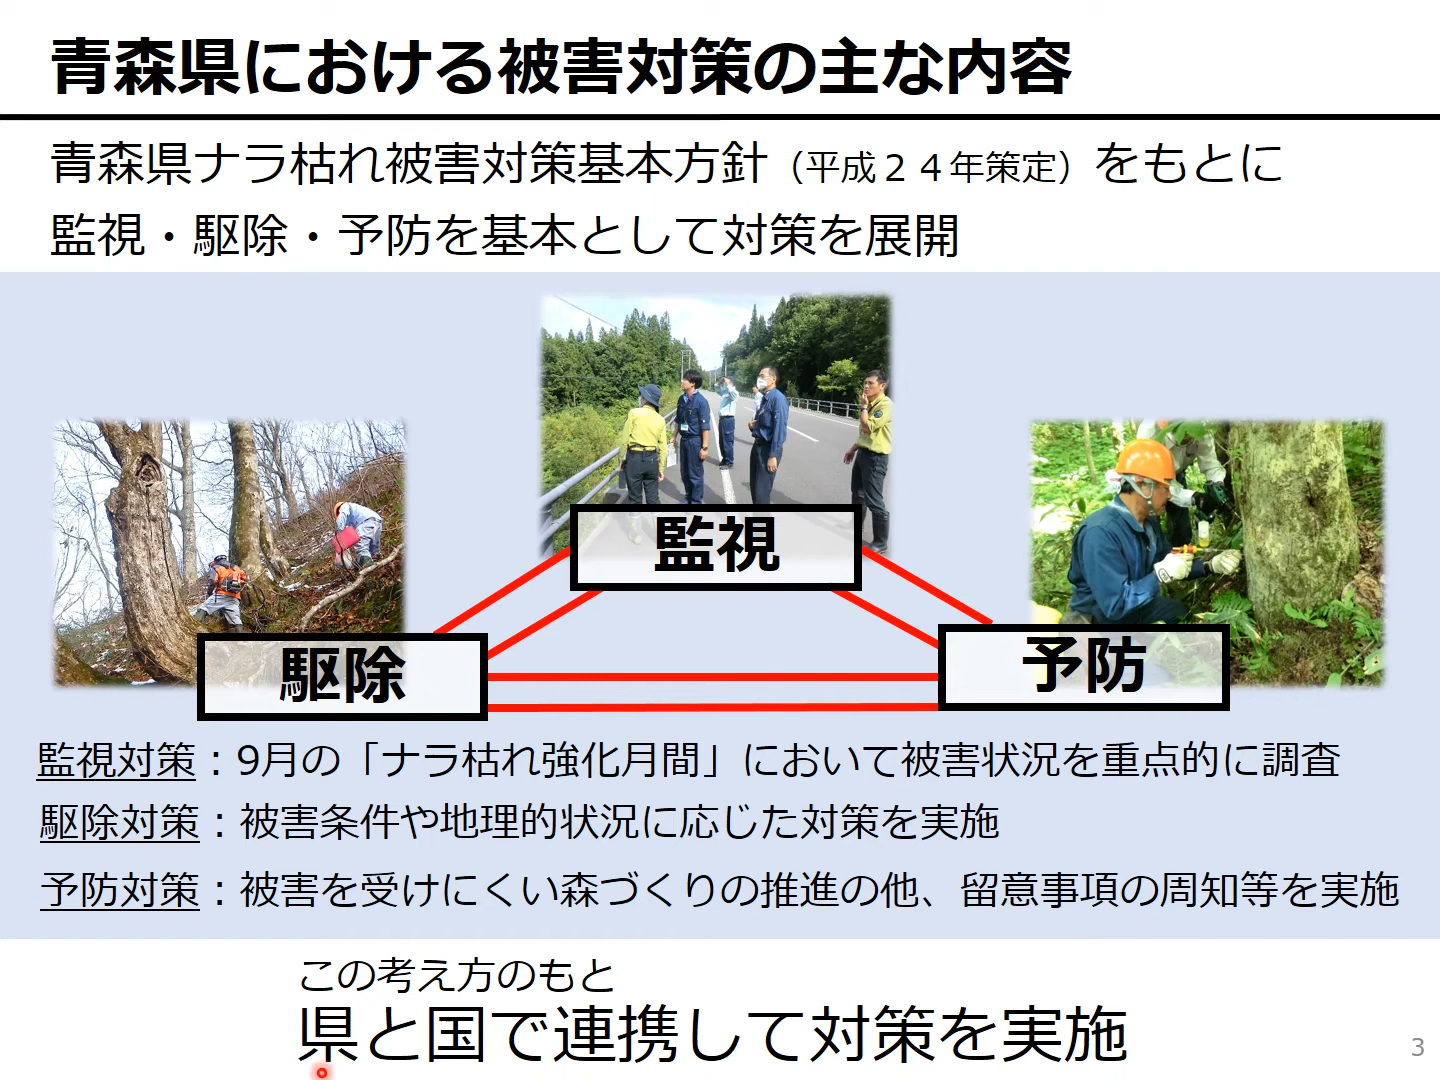 青森県における被害対策の主な内容
青森県ナラ枯れ被害対策基本方針（平成２４年策定）をもとに
監視・駆除・予防を基本として対策を展開
監視
駆除
予防
監視対策：9月の「ナラ枯れ強化月間」において被害状況を重点的に調査
駆除対策：被害条件や地理的状況に応じた対策を実施
予防対策：被害を受けにくい森づくりの推進の他、留意事項の周知等を実施
この考え方のもと
県と国で連携して対策を実施
3